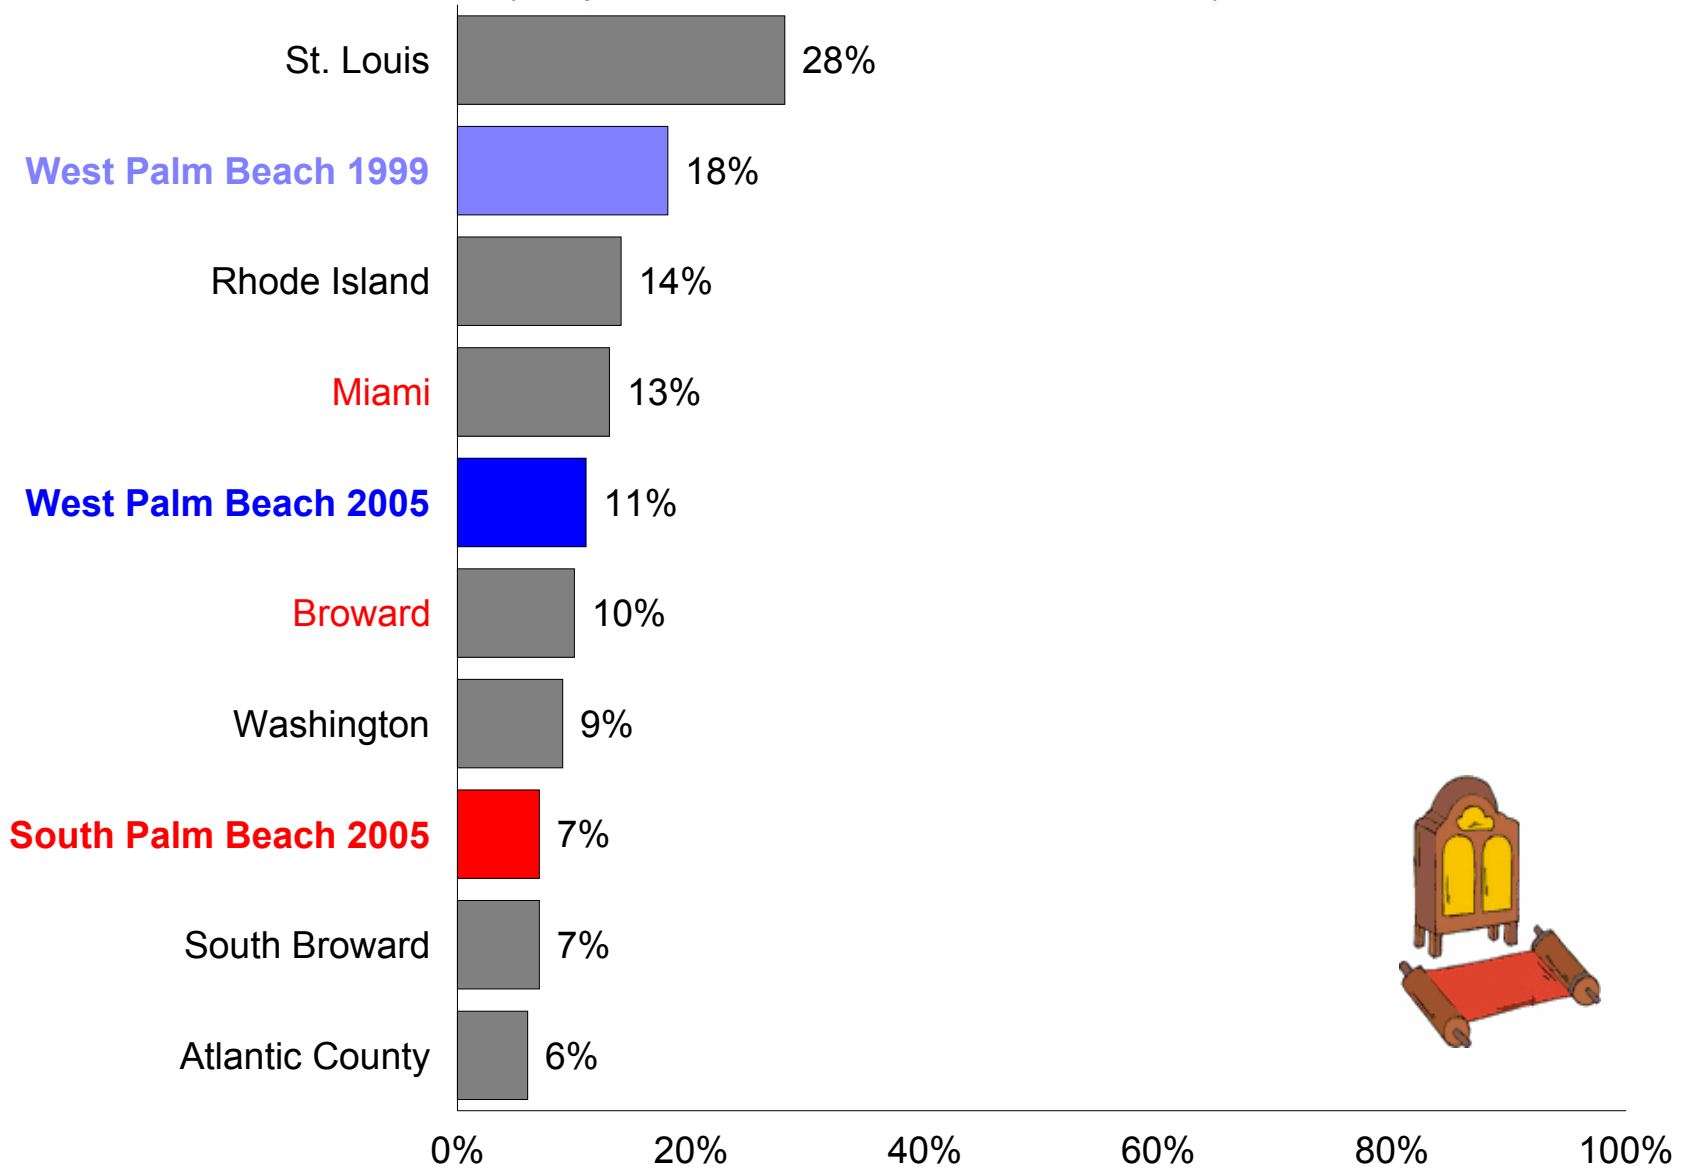 St. Louis 28%
West Palm Beach 1999 18%
Rhode Island 14%
Miami 13%
West Palm Beach 2005 11%
Broward 10%
Washington 9%
South Palm Beach 2005 7%
South Broward 7%
Atlantic County 6%
0% 20% 40% 60% 80% 100%